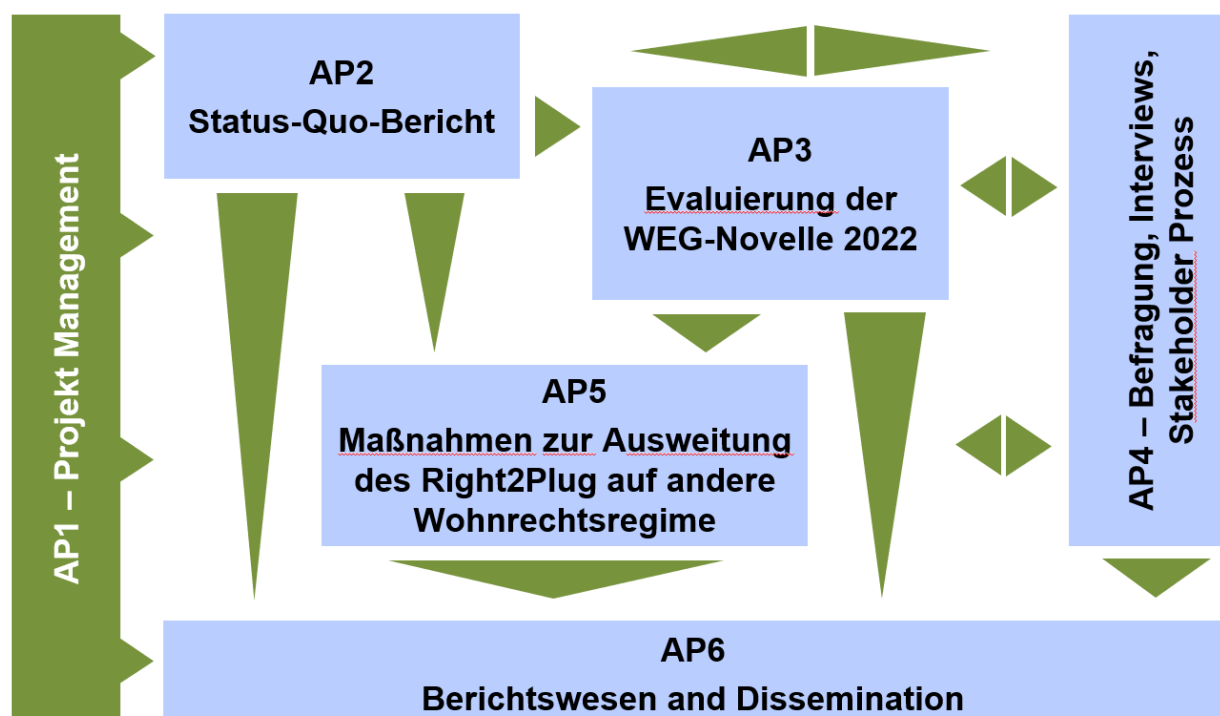 AP1 – Projekt Management
AP2
Status-Quo-Bericht
AP3
Evaluierung der
WEG-Novelle 2022
AP4 – Befragung, Interviews,
Stakeholder Prozess
AP5
Maßnahmen zur Ausweitung
des Right2Plug auf andere
Wohnrechtsregime
AP6
Berichtswesen and Dissemination